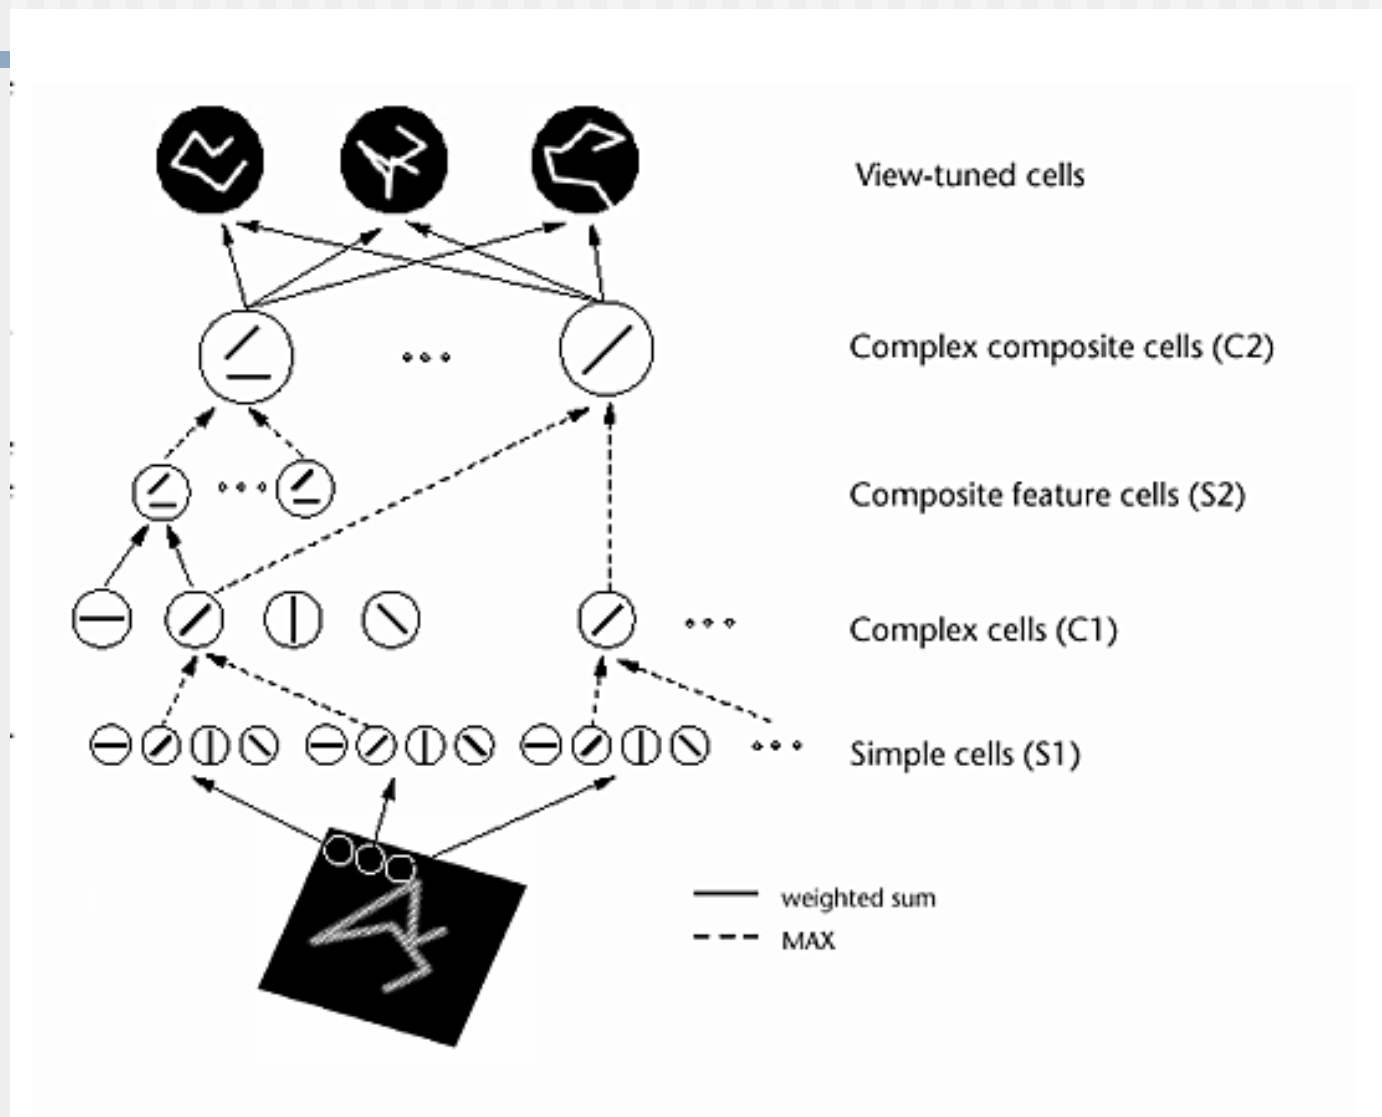 View-tuned cells
Complex composite cells (C2)
Composite feature cells (S2)
Complex cells (C1)
Simple cells (S1)
weighted sum
MAX